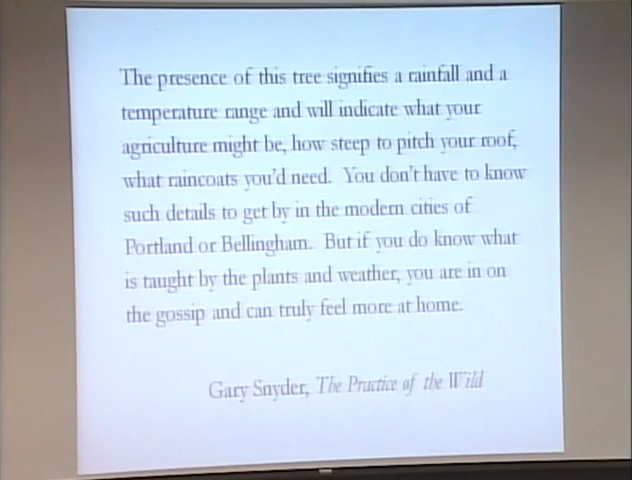 The presence of this tree signifies a rainfall and a
temperature range and will indicate what your
agriculture might be, how steep to pitch your roof,
what raincoats you'd need. You don't have to know
such details to get by in the modern cities of
Portland or Bellingham. But if you do know what
is taught by the plants and weather, you are in on
the gossip and can truly feel more at home.
Gary Snyder, The Practice of the Wild